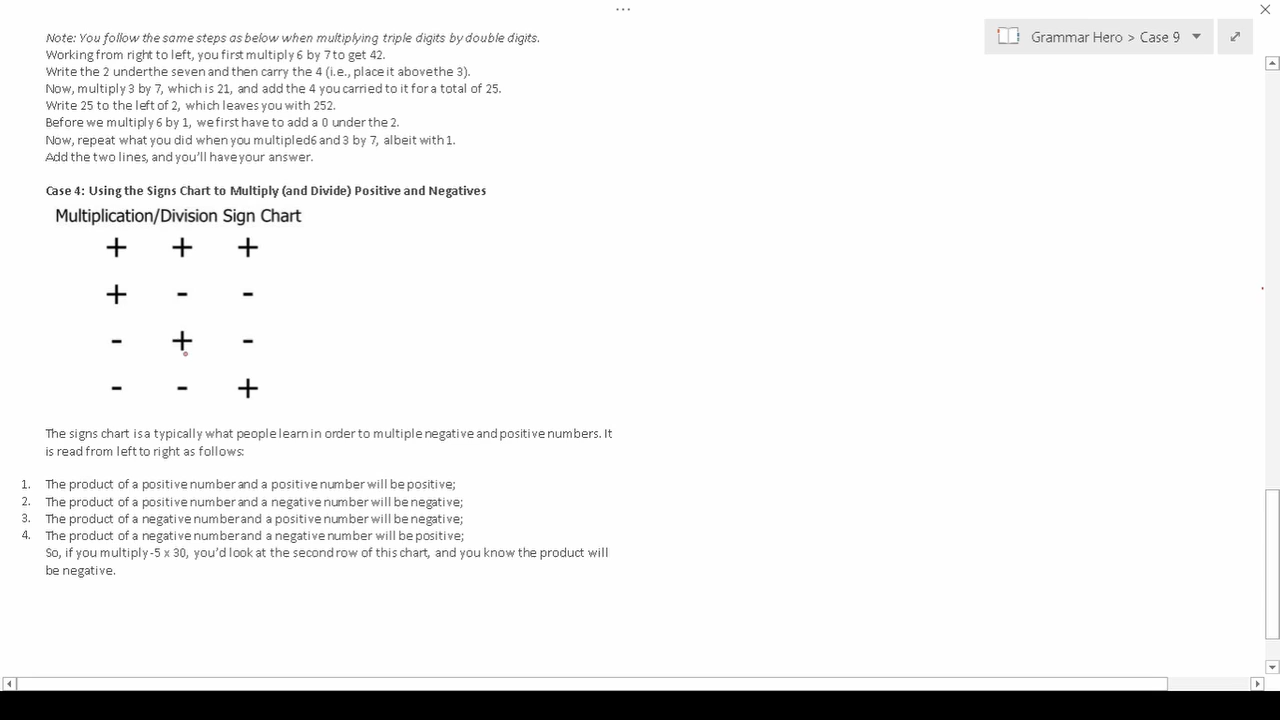 ...
Grammar Hero > Case 9
Note: You follow the same steps as below when multiplying triple digits by double digits.
Working from right to left, you first multiply 6 by 7 to get 42.
Write the 2 underthe seven and then carry the 4 (i.e., place it abovethe 3).
Now, multiply 3 by 7, which is 21, and add the 4 you carried to it for a total of 25.
Write 25 to the left of 2, which leaves you with 252.
Before we multiply 6 by 1, we first have to add a 0 under the 2.
Now, repeat what you did when you multipled6 and 3 by 7, albeit with 1.
Add the two lines, and you'll have your answer.
Case 4: Using the Signs Chart to Multiply (and Divide) Positive and Negatives
Multiplication/Division Sign Chart
+ + +
+ - -
- + -
- - +
The signs chart is a typically what people learn in order to multiple negative and positive numbers. It
is read from left to right as follows:
1. The product of a positive number and a positive number will be positive;
2. The product of a positive number and a negative number will be negative;
3. The product of a negative number and a positive number will be negative;
4. The product of a negative number and a negative number will be positive;
So, if you multiply -5 x 30, you'd look at the second row of this chart, and you know the product will
be negative.